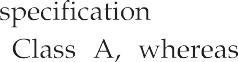 specification
Class A, whereas